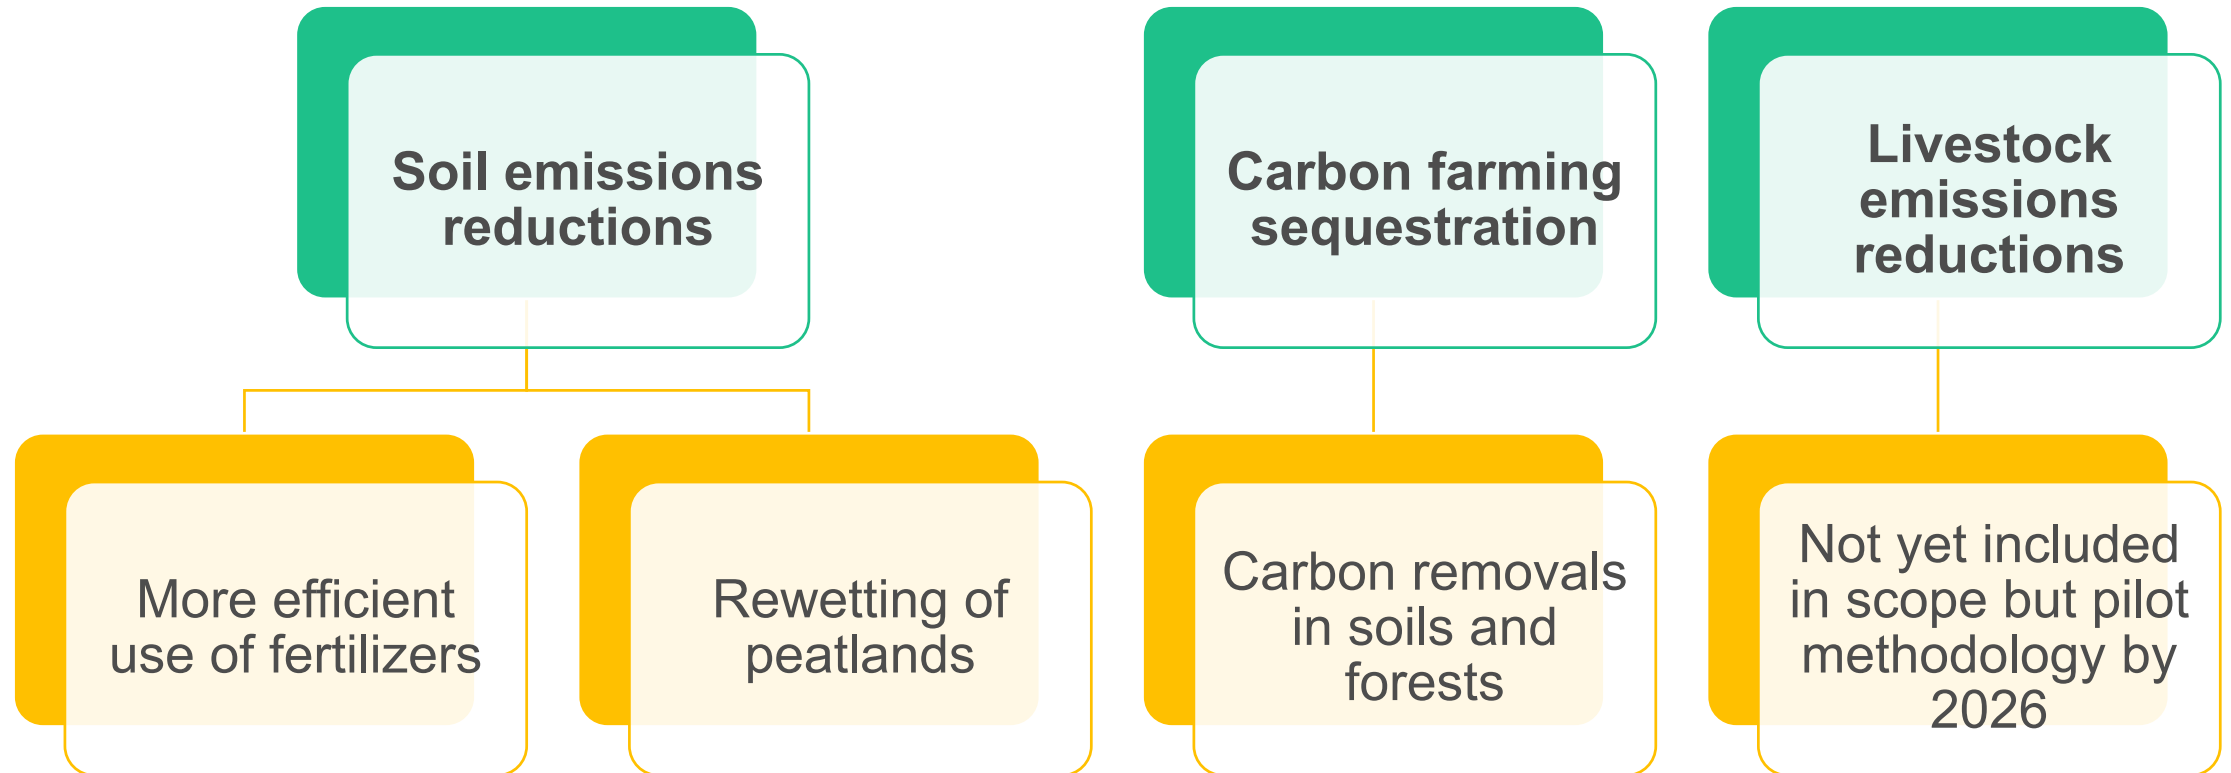 Soil emissions
reductions
Carbon farming
sequestration
Livestock
emissions
reductions
More efficient
use of fertilizers
Rewetting of
peatlands
Carbon removals
in soils and
forests
Not yet included
in scope but pilot
methodology by
2026